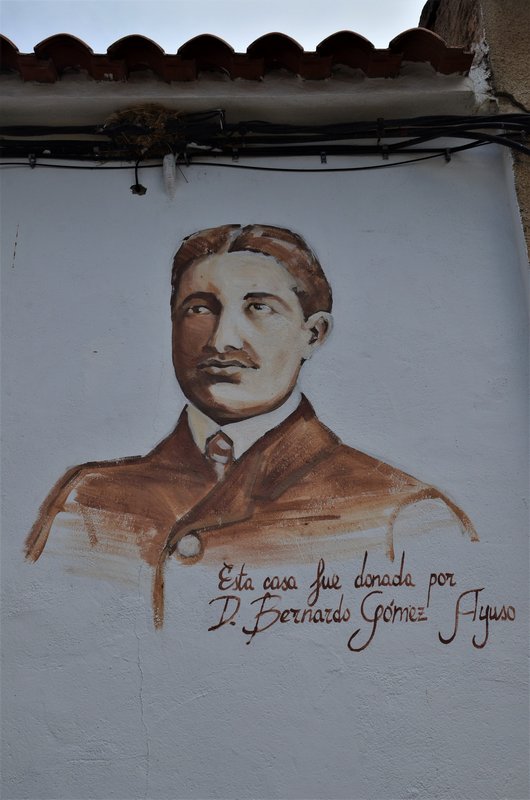 Esta casa fue donada por
D. Bernardo Gómez Ayuso